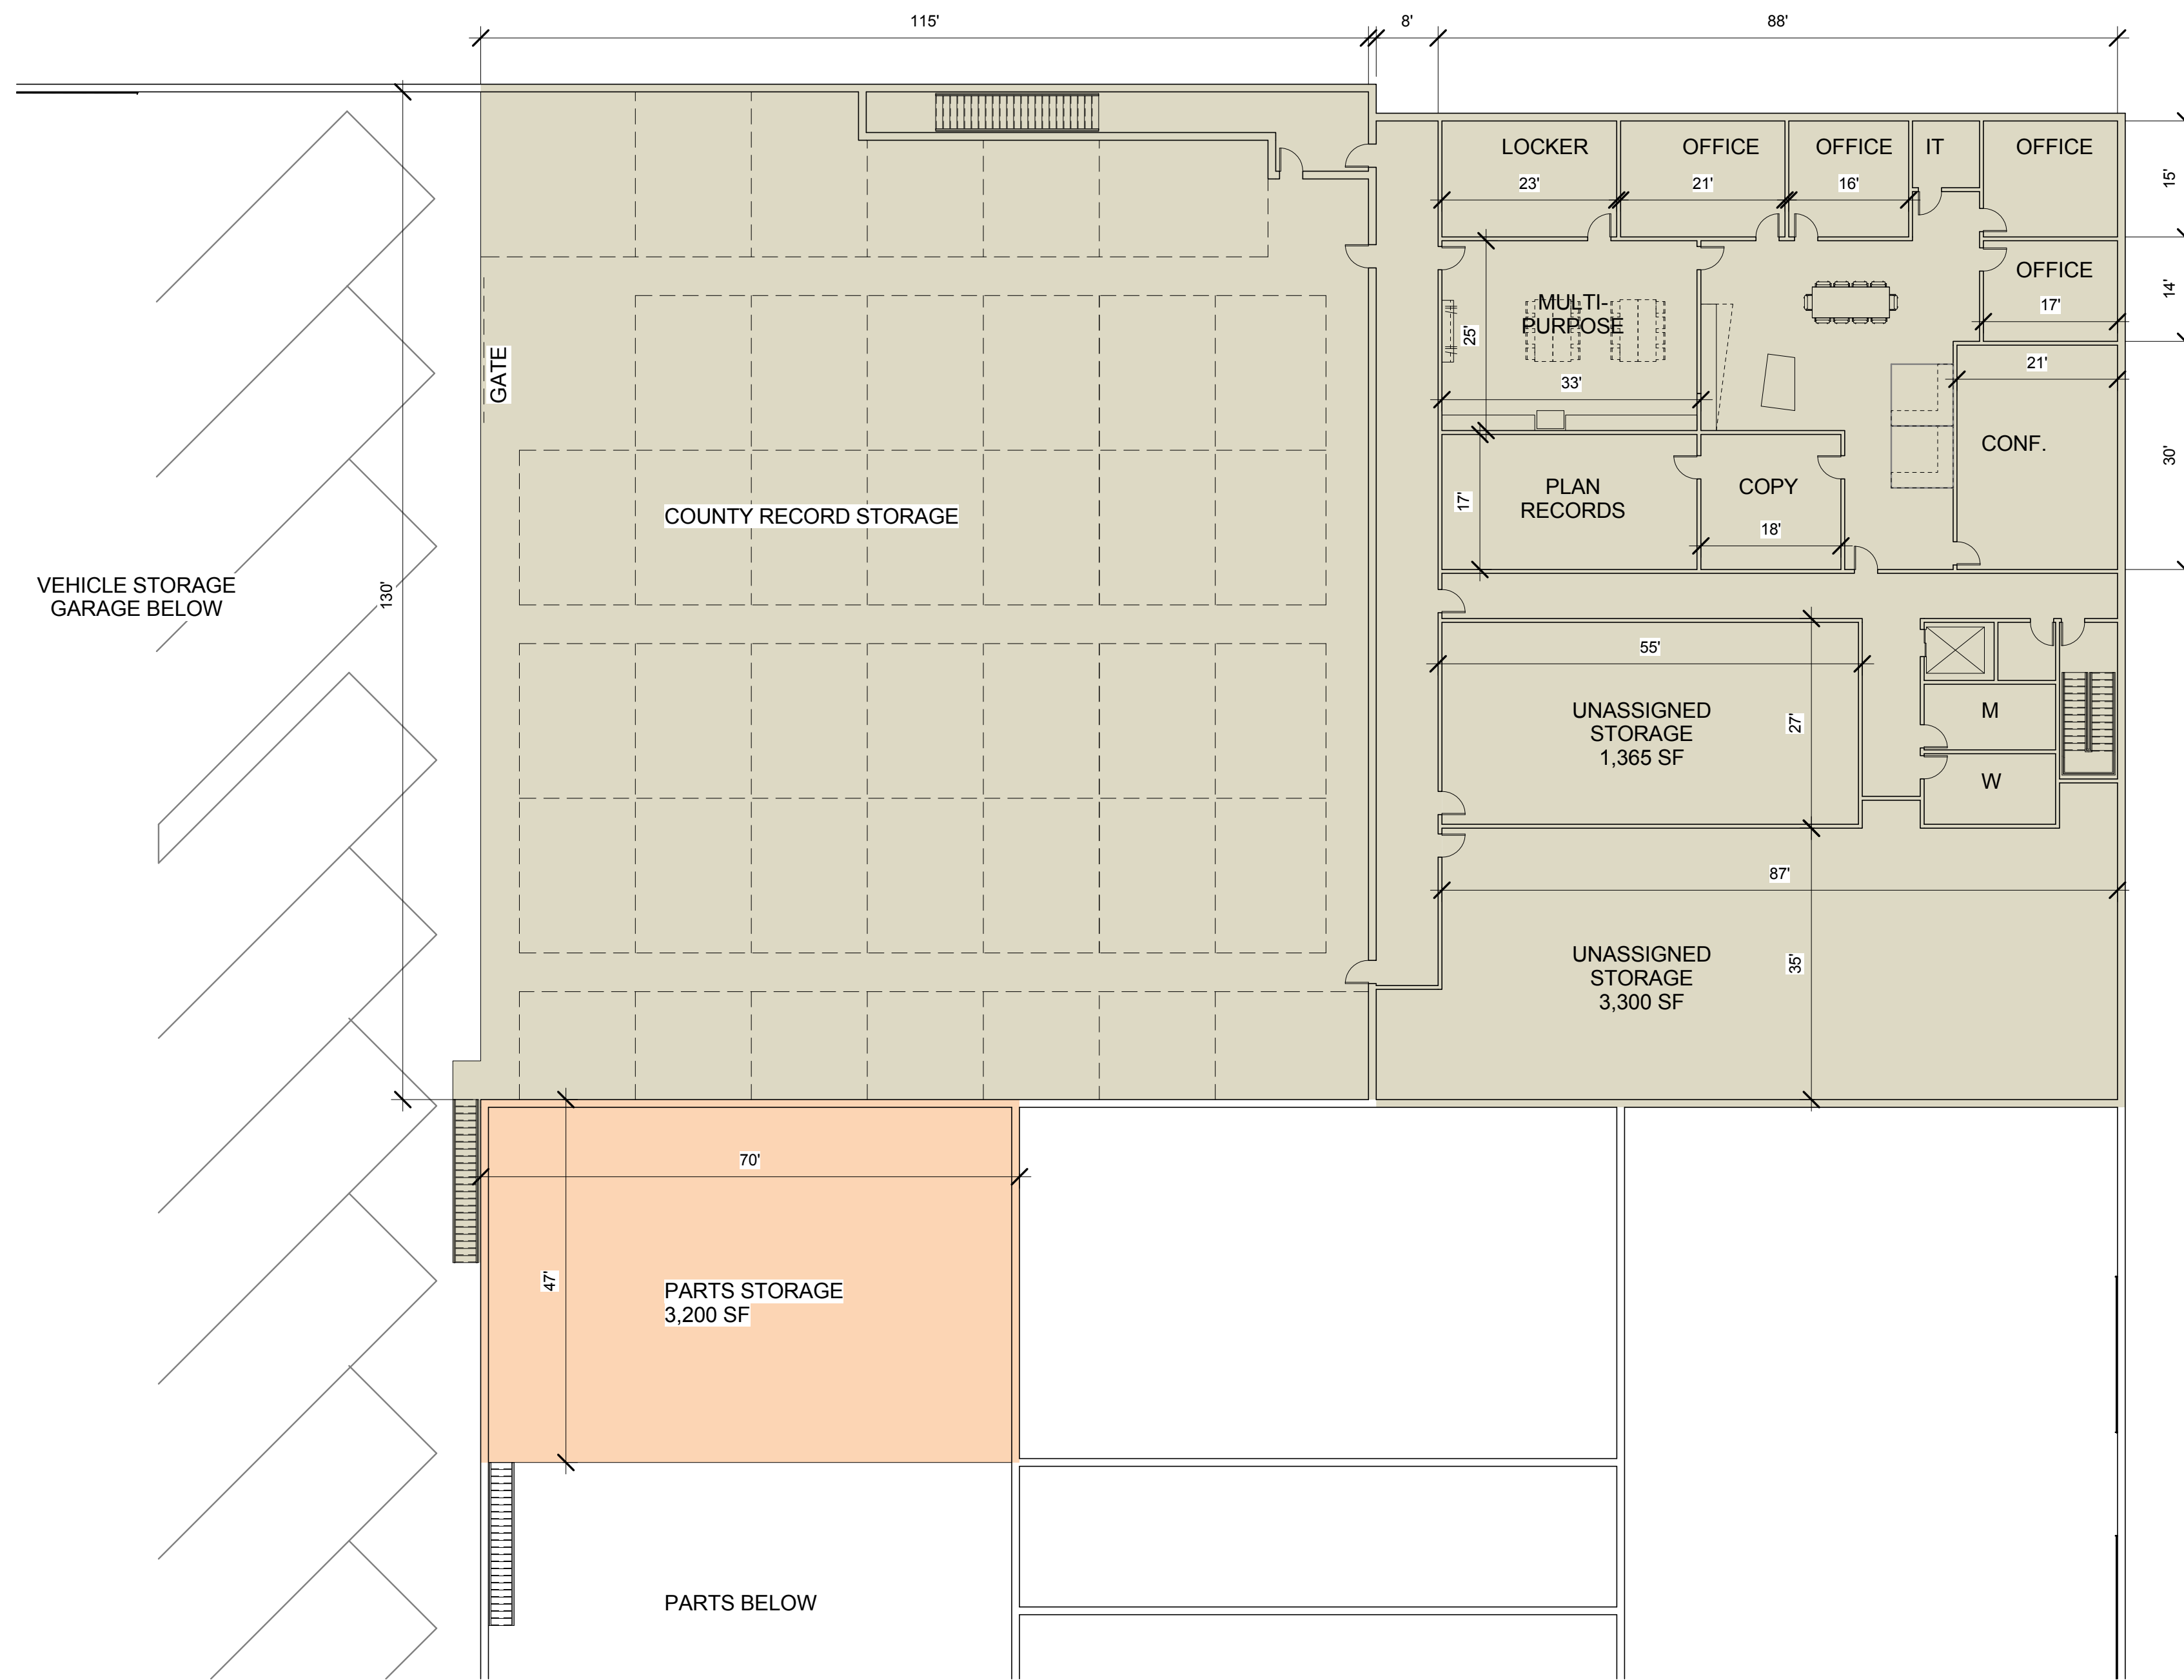 115'
8'
88'
LOCKER
OFFICE
OFFICE
IT
OFFICE
23'
21'
16'
15'
OFFICE
17'
14'
MULTI-
PURPOSE
25'
33'
21'
GATE
CONF.
30'
PLAN
RECORDS
17'
COPY
18'
COUNTY RECORD STORAGE
VEHICLE STORAGE
GARAGE BELOW
130'
55'
UNASSIGNED
STORAGE
1,365 SF
27'
M
W
87'
UNASSIGNED
STORAGE
3,300 SF
35'
70'
47'
PARTS STORAGE
3,200 SF
PARTS BELOW